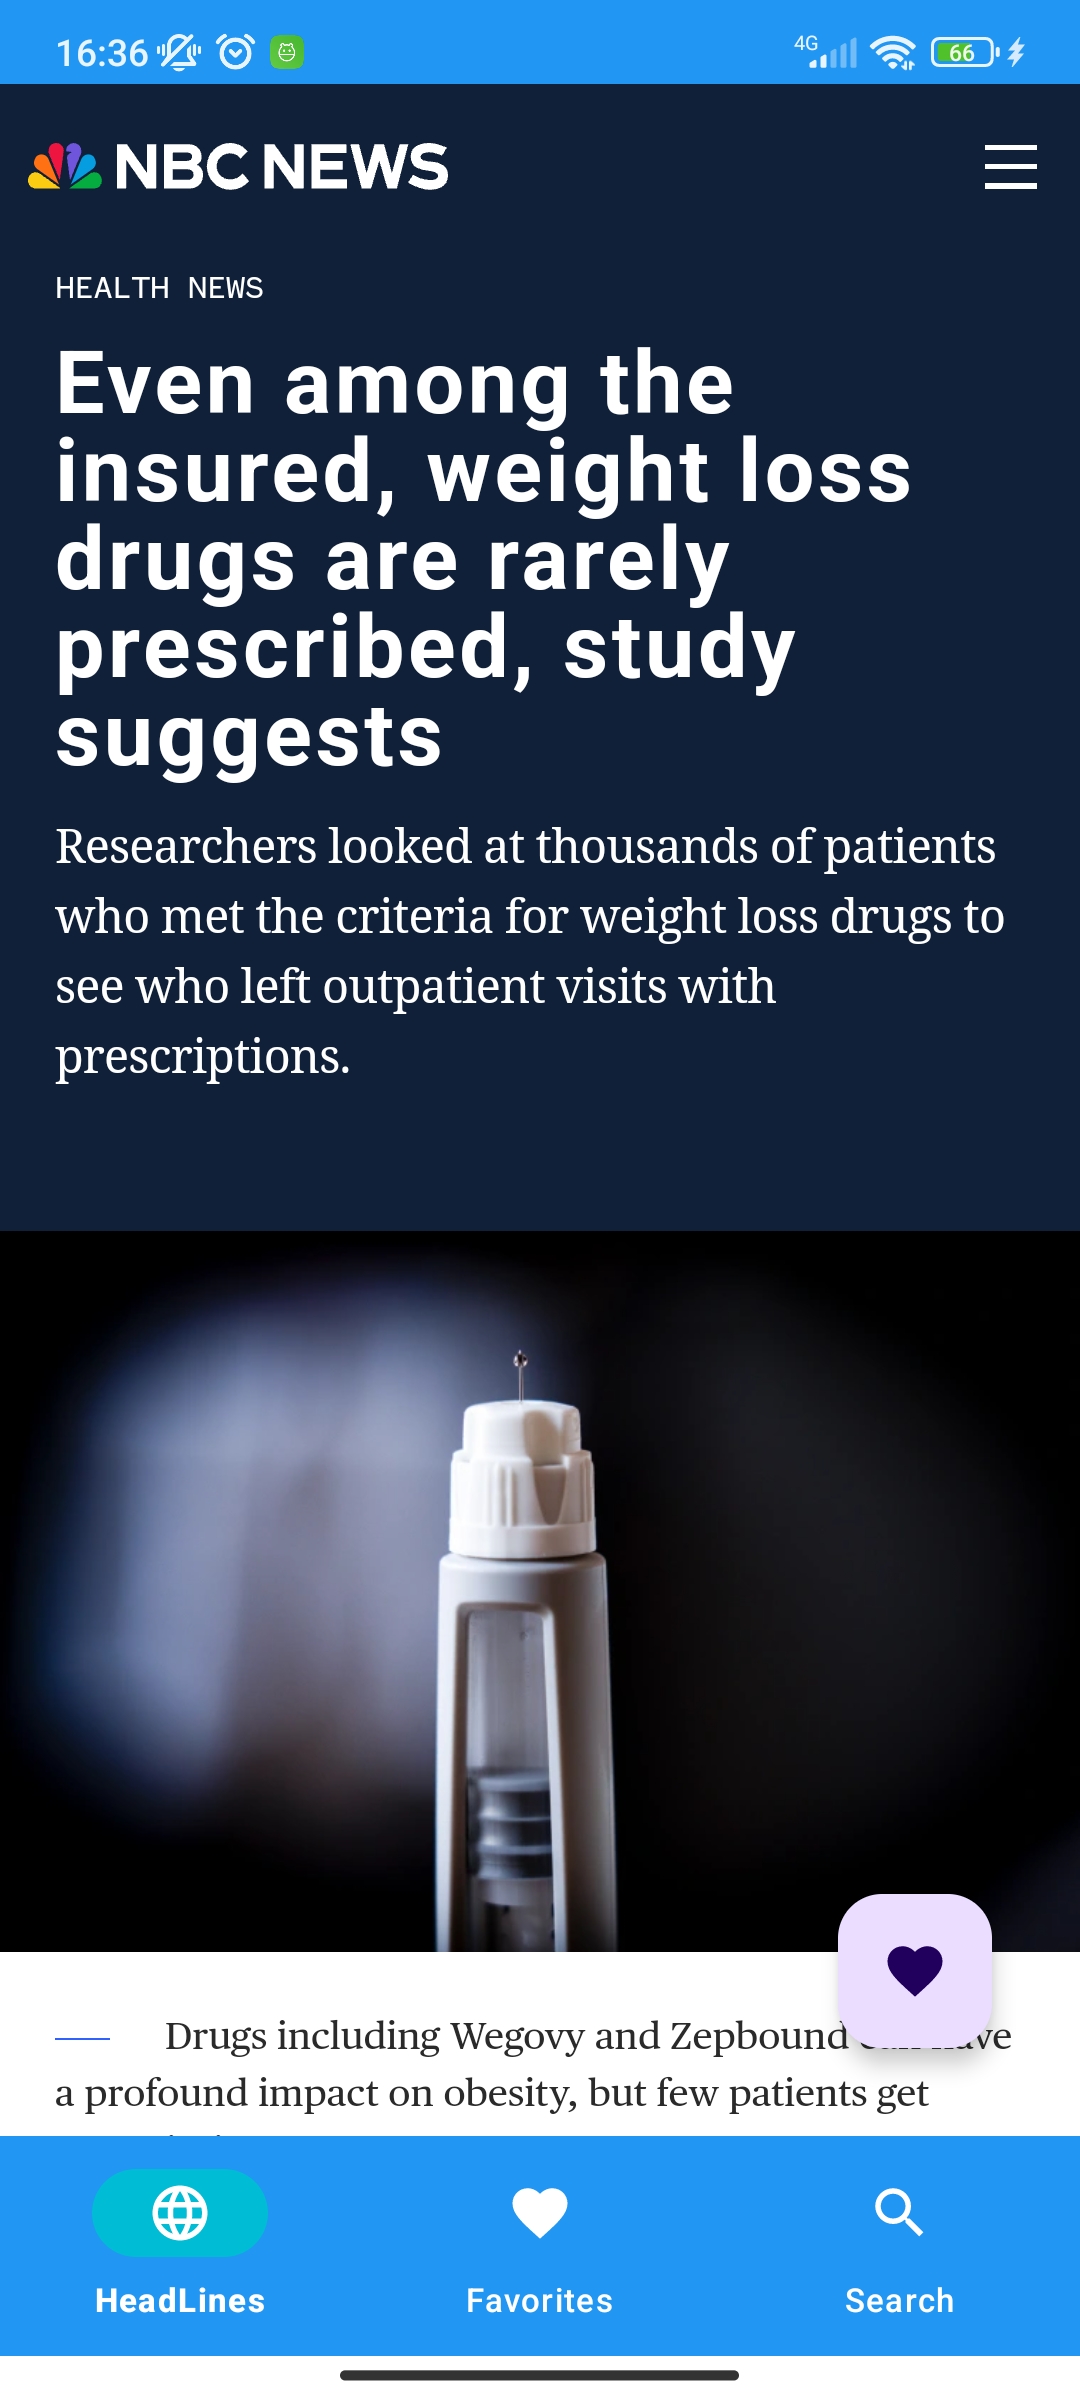 16:36
4G
66
NBC NEWS
HEALTH NEWS
Even among the
insured, weight loss
drugs are rarely
prescribed, study
suggests
Researchers looked at thousands of patients
who met the criteria for weight loss drugs to
see who left outpatient visits with
prescriptions.
Drugs including Wegovy and Zepbound
a profound impact on obesity, but few patients get
HeadLines
Favorites
Search